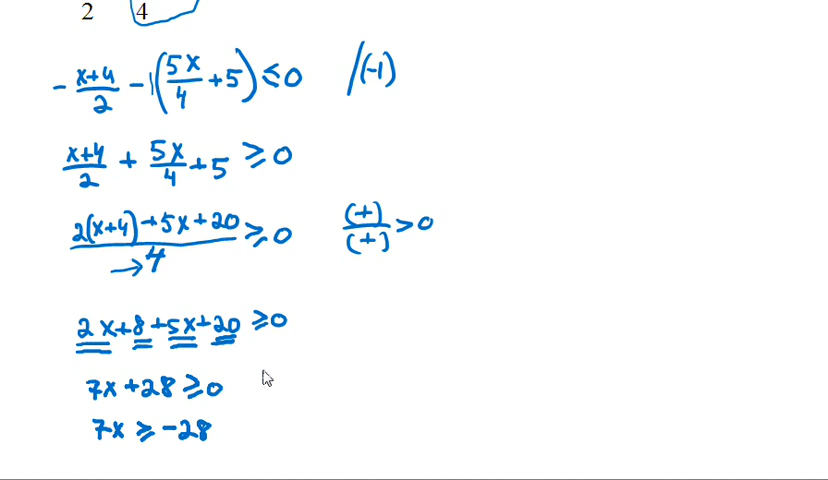 2 4
- (x+4)/2 - 1(5x/4 + 5) ≤ 0 /(-1)
(x+4)/2 + 5x/4 + 5 ≥ 0
(2(x+4) + 5x + 20)/4 ≥ 0 (+)/(+) > 0
→
2x + 8 + 5x + 20 ≥ 0
7x + 28 ≥ 0
7x ≥ -28